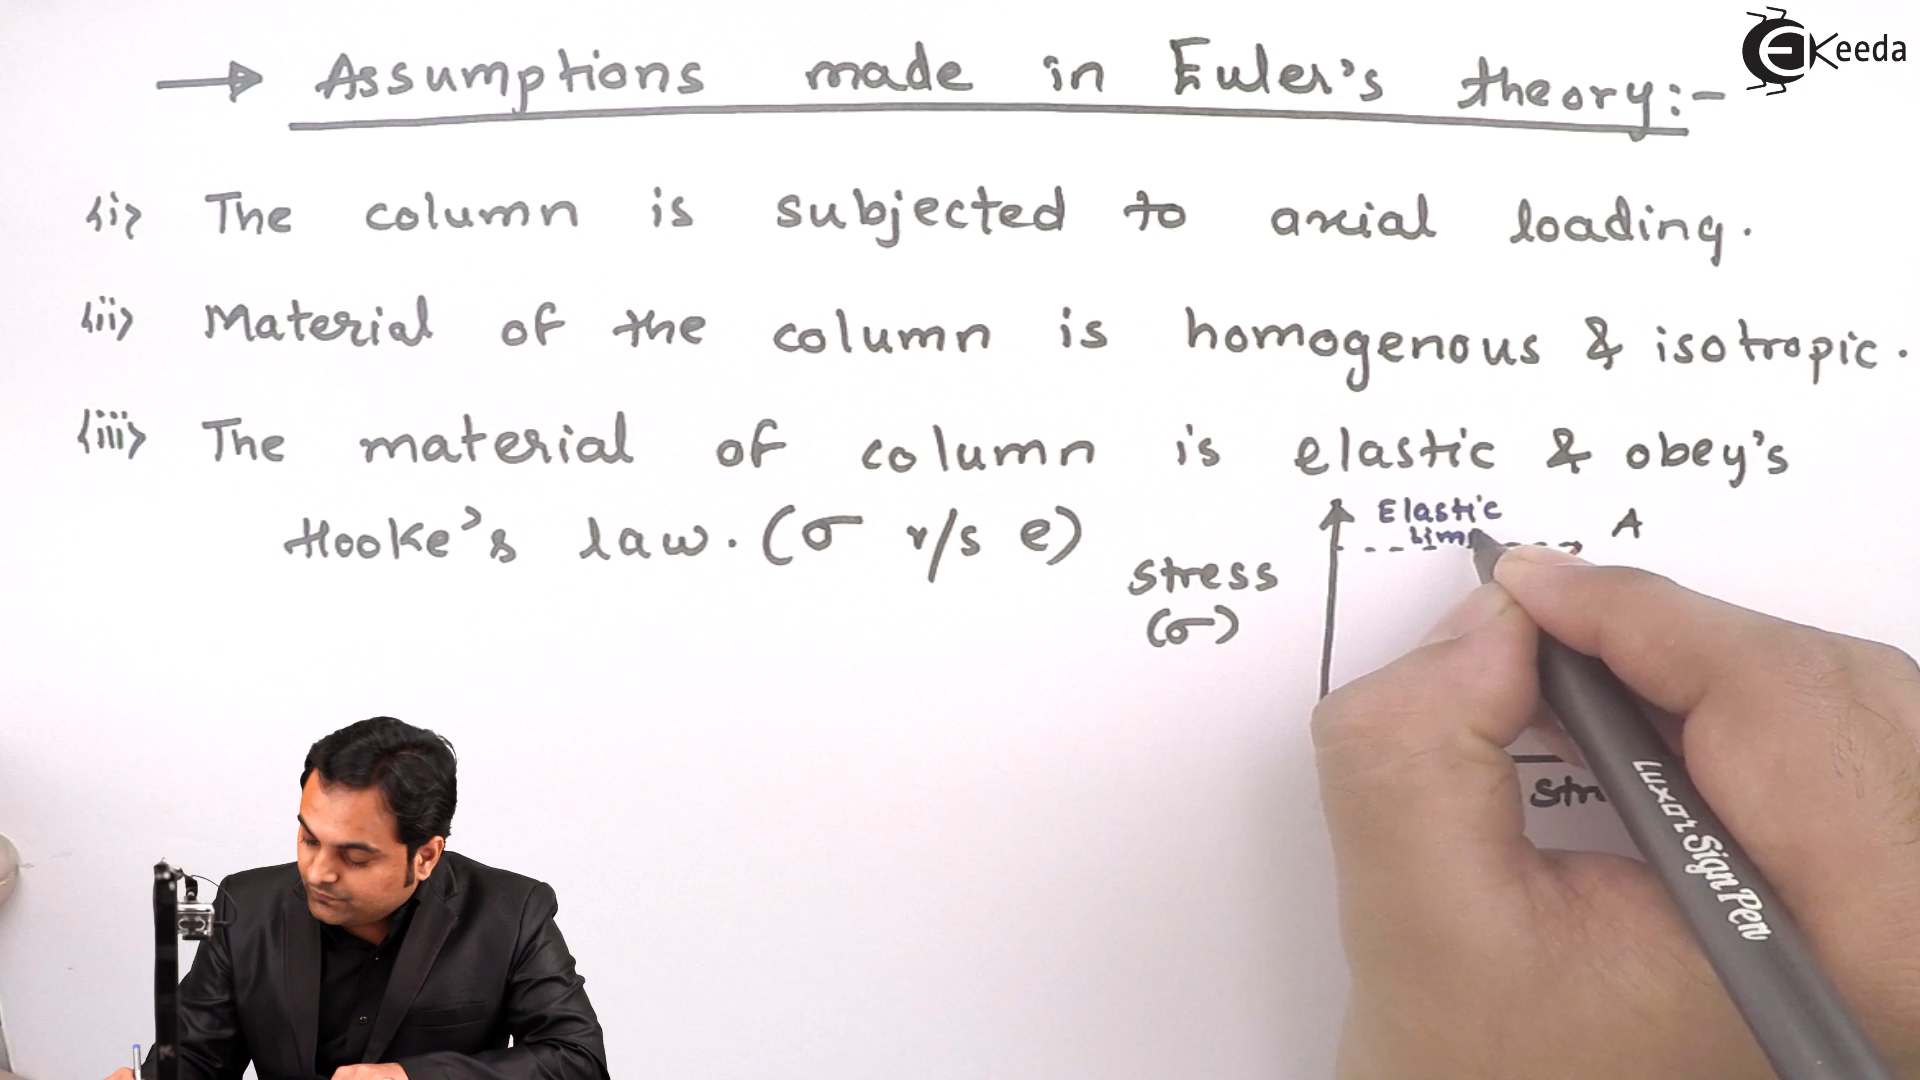 Ekeeda
→ Assumptions made in Euler's theory:-
(i) The column is subjected to axial loading.
(ii) Material of the column is homogenous & isotropic.
(iii) The material of column is elastic & obey's
Hooke's law. (σ v/s e)
Elastic
A
Stress
(σ)
Luxor Sign Pen